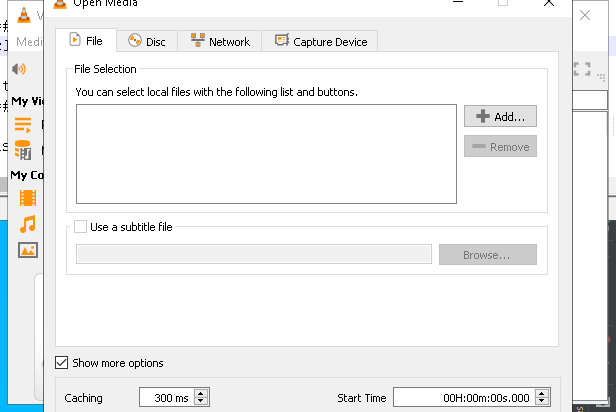 Open Media
Medi
File
Disc
Network
Capture Device
File Selection
You can select local files with the following list and buttons.
Add...
Remove
My Vi
My Co
Use a subtitle file
Browse...
Show more options
Caching
300 ms
Start Time
00H:00m:00s.000